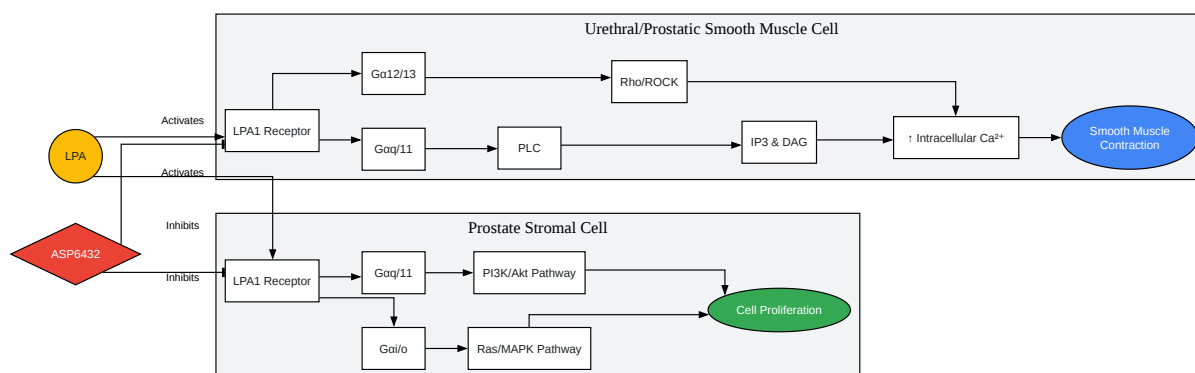 Urethral/Prostatic Smooth Muscle Cell
Gα12/13
Rho/ROCK
Activates
LPA1 Receptor
LPA
Gαq/11
PLC
IP3 & DAG
↑ Intracellular Ca²⁺
Smooth Muscle
Contraction
Activates
Inhibits
Prostate Stromal Cell
ASP6432
Inhibits
LPA1 Receptor
Gαq/11
PI3K/Akt Pathway
Cell Proliferation
Gαi/o
Ras/MAPK Pathway